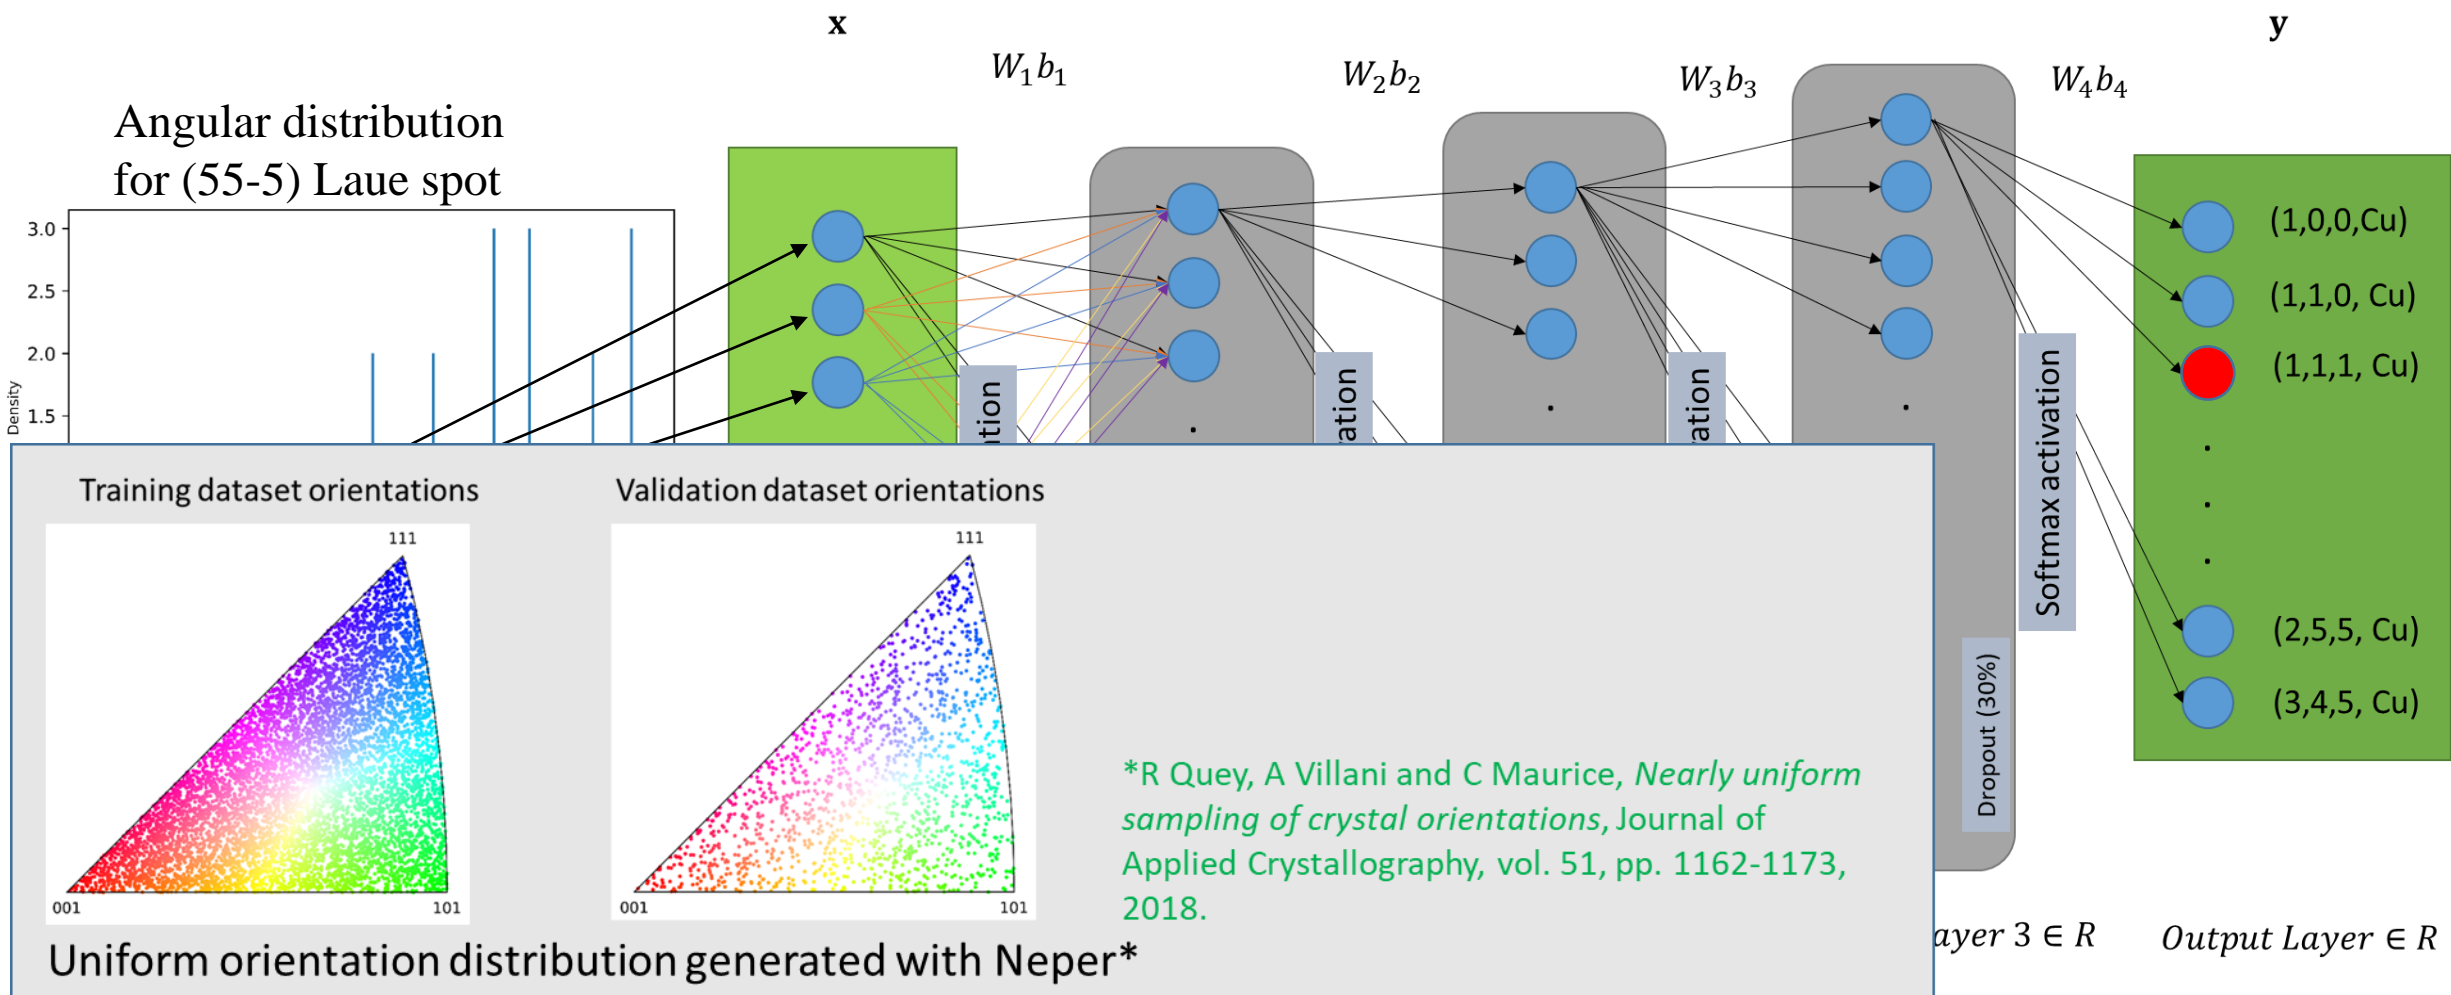 x
y
W₁b₁
W₂b₂
W₃b₃
W₄b₄
Angular distribution
for (55-5) Laue spot
3.0
2.5
2.0
1.5
Density
(1,0,0,Cu)
(1,1,0, Cu)
(1,1,1, Cu)
(2,5,5, Cu)
(3,4,5, Cu)
ation
ation
ation
Softmax activation
Dropout (30%)
Training dataset orientations
Validation dataset orientations
111
001
101
111
001
101
*R Quey, A Villani and C Maurice, Nearly uniform
sampling of crystal orientations, Journal of
Applied Crystallography, vol. 51, pp. 1162-1173,
2018.
Uniform orientation distribution generated with Neper*
ayer 3 ∈ R
Output Layer ∈ R